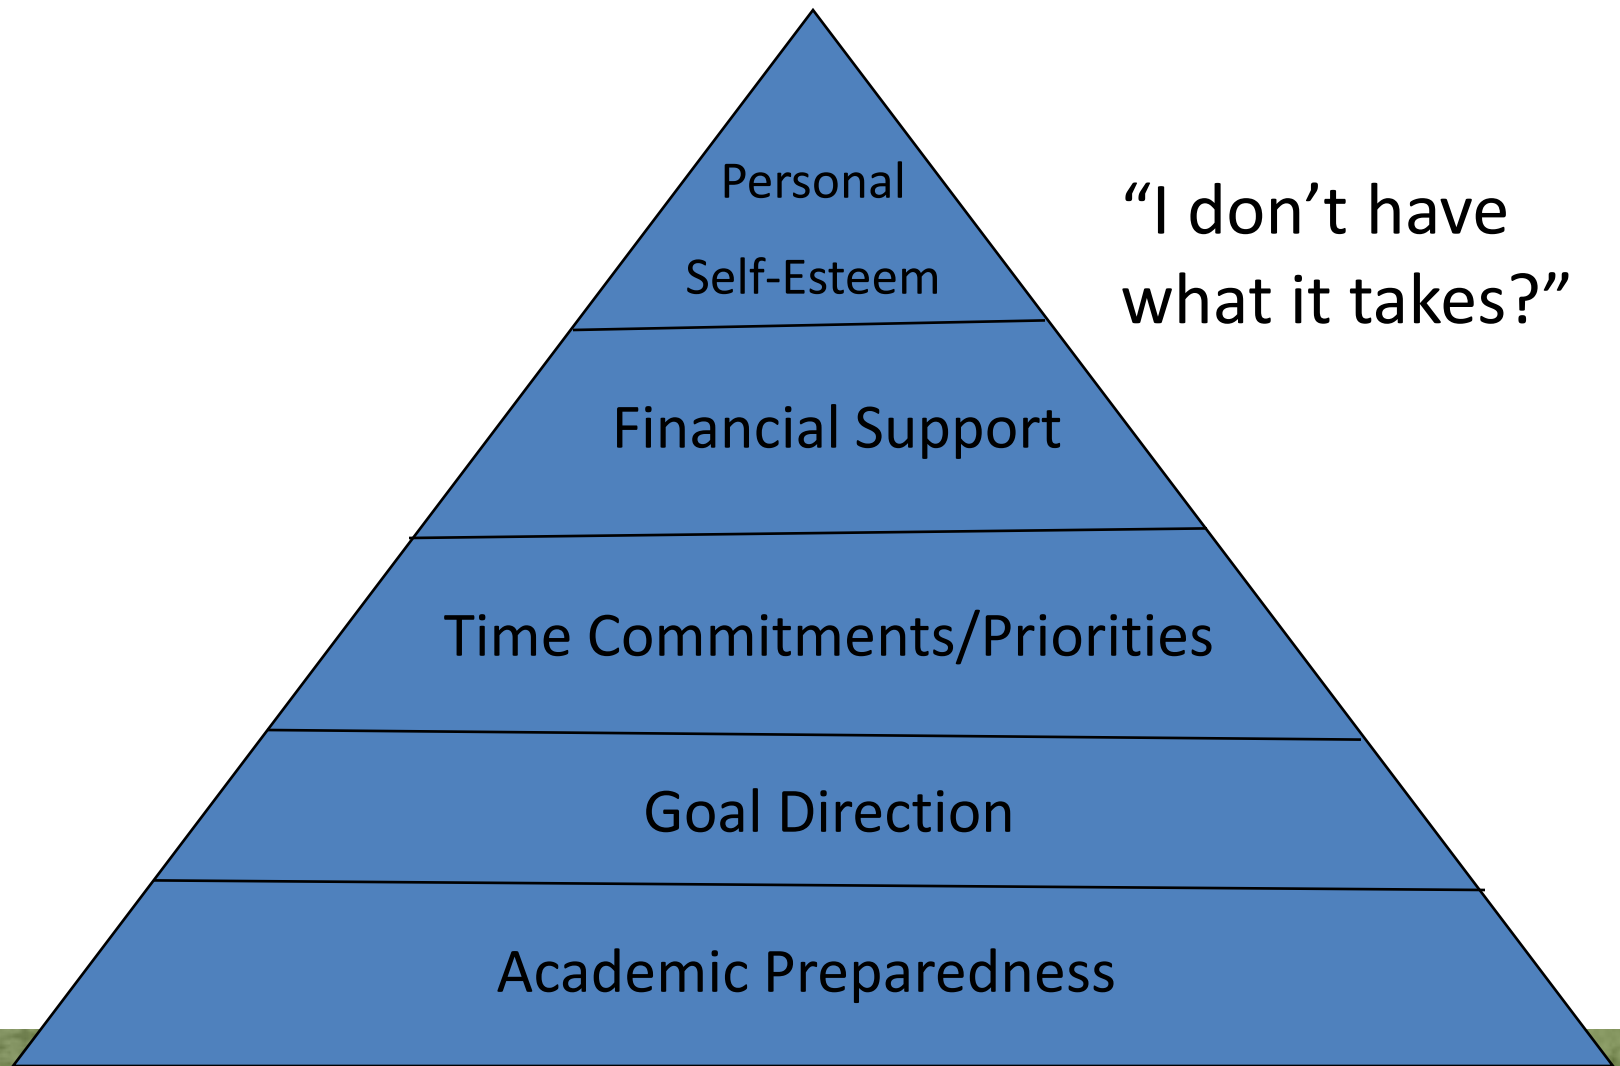 Personal
Self-Esteem
“I don’t have
what it takes?”
Financial Support
Time Commitments/Priorities
Goal Direction
Academic Preparedness